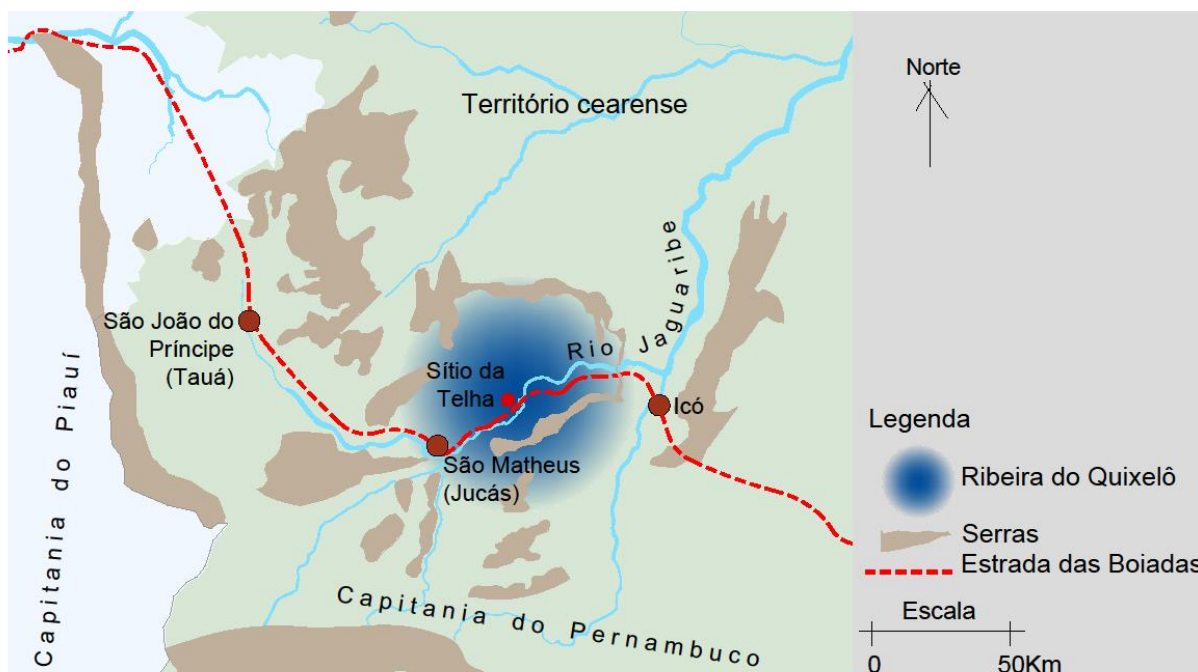 Norte
Território cearense
Rio Jaguaribe
São João do
Príncipe
(Tauá)
Sítio da
Telha
Icó
São Matheus
(Jucás)
Capitania do Piauí
Capitania do Pernambuco
Legenda
Ribeira do Quixelô
Serras
Estrada das Boiadas
Escala
0 50Km